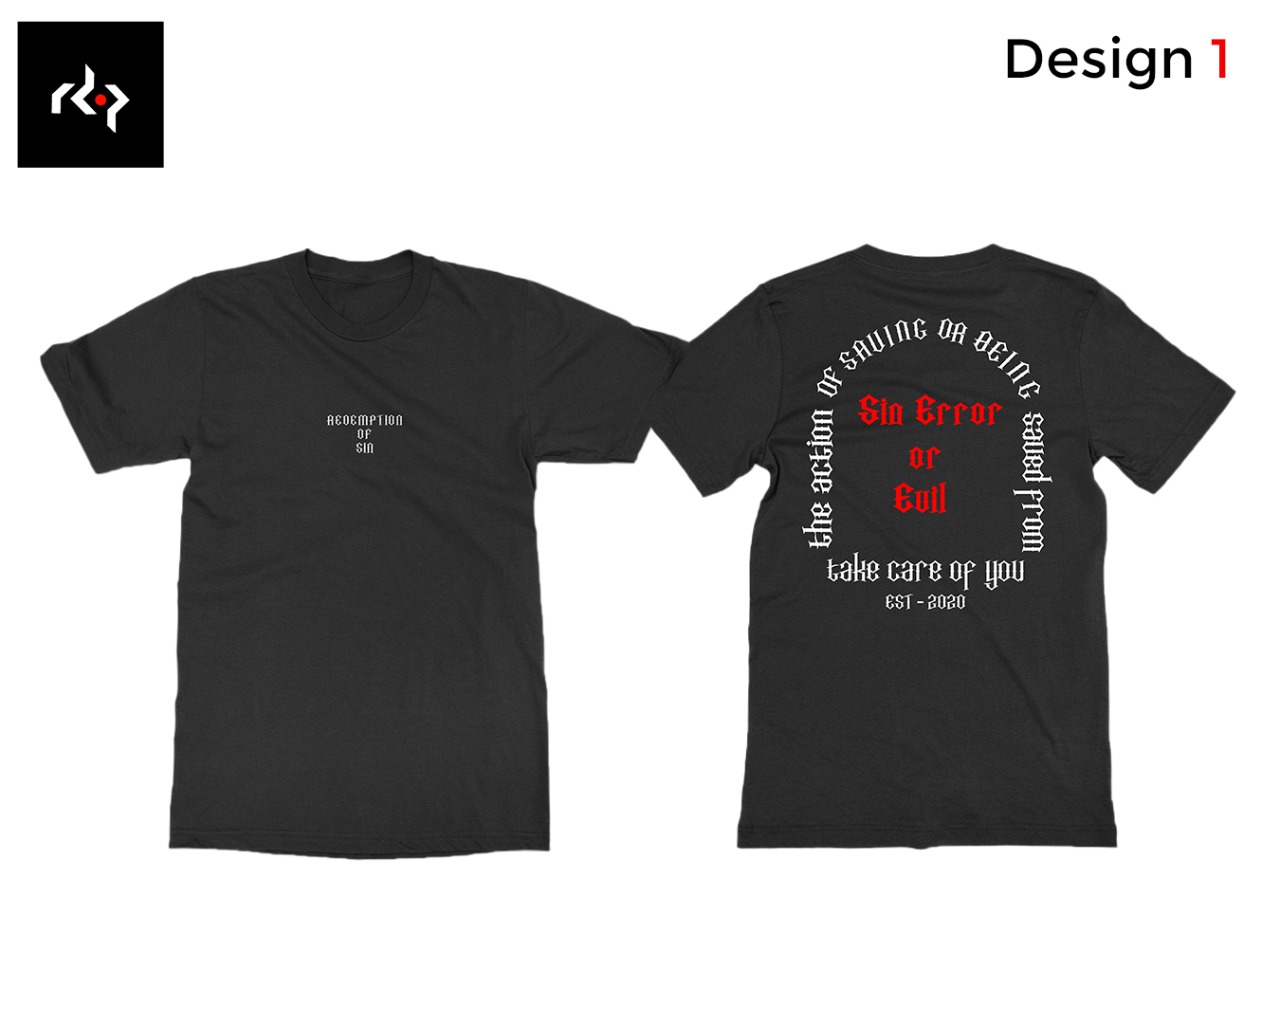 Design 1
REDEMPTION
OF
SIN
the action OF SAVING OR BEING saved from
Sin Error
or
Evil
take care of you
EST - 2020